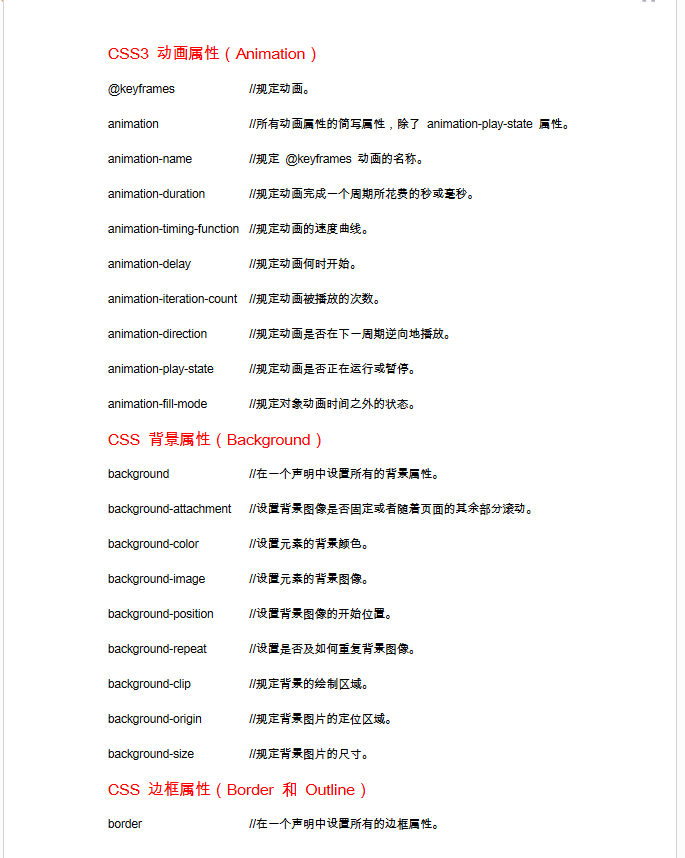 CSS3 动画属性（Animation）
@keyframes //规定动画。
animation //所有动画属性的简写属性，除了 animation-play-state 属性。
animation-name //规定 @keyframes 动画的名称。
animation-duration //规定动画完成一个周期所花费的秒或毫秒。
animation-timing-function //规定动画的速度曲线。
animation-delay //规定动画何时开始。
animation-iteration-count //规定动画被播放的次数。
animation-direction //规定动画是否在下一周期逆向地播放。
animation-play-state //规定动画是否正在运行或暂停。
animation-fill-mode //规定对象动画时间之外的状态。
CSS 背景属性（Background）
background //在一个声明中设置所有的背景属性。
background-attachment //设置背景图像是否固定或者随着页面的其余部分滚动。
background-color //设置元素的背景颜色。
background-image //设置元素的背景图像。
background-position //设置背景图像的开始位置。
background-repeat //设置是否及如何重复背景图像。
background-clip //规定背景的绘制区域。
background-origin //规定背景图片的定位区域。
background-size //规定背景图片的尺寸。
CSS 边框属性（Border 和 Outline）
border //在一个声明中设置所有的边框属性。